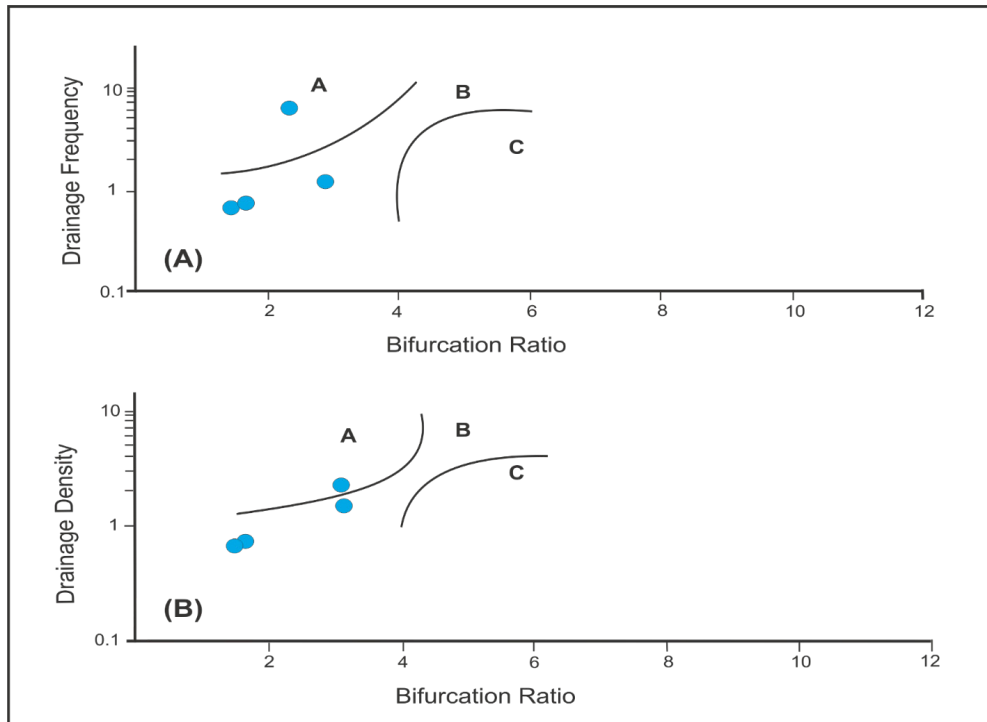 Drainage Frequency
10
1
0.1
A
B
C
(A)
2 4 6 8 10 12
Bifurcation Ratio
Drainage Density
10
1
0.1
A
B
C
(B)
2 4 6 8 10 12
Bifurcation Ratio